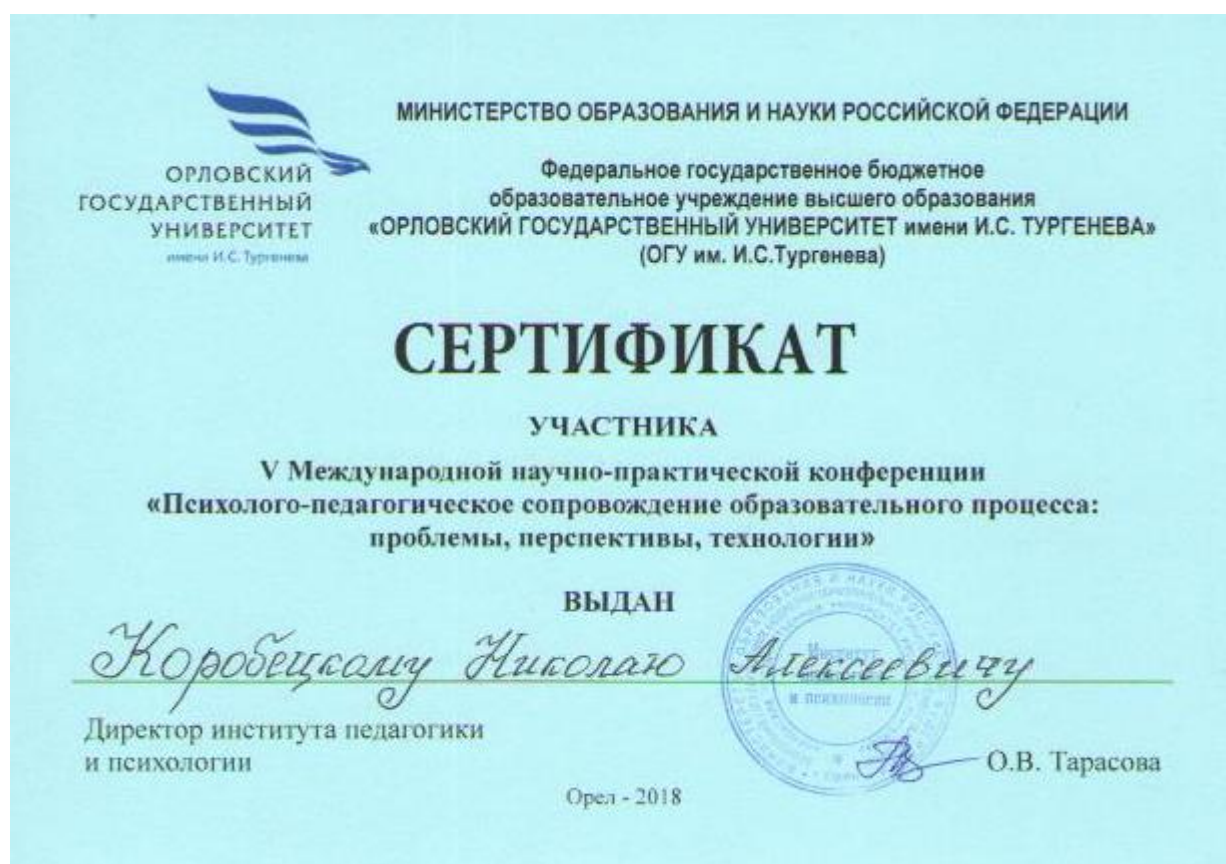 ОРЛОВСКИЙ
ГОСУДАРСТВЕННЫЙ
УНИВЕРСИТЕТ
имени И.С. Тургенева
МИНИСТЕРСТВО ОБРАЗОВАНИЯ И НАУКИ РОССИЙСКОЙ ФЕДЕРАЦИИ
Федеральное государственное бюджетное
образовательное учреждение высшего образования
«ОРЛОВСКИЙ ГОСУДАРСТВЕННЫЙ УНИВЕРСИТЕТ имени И.С. ТУРГЕНЕВА»
(ОГУ им. И.С.Тургенева)
СЕРТИФИКАТ
УЧАСТНИКА
V Международной научно-практической конференции
«Психолого-педагогическое сопровождение образовательного процесса:
проблемы, перспективы, технологии»
ВЫДАН
Коробецкому Николаю Алексеевичу
Институт
и психологии
Директор института педагогики
и психологии
О.В. Тарасова
Орел - 2018